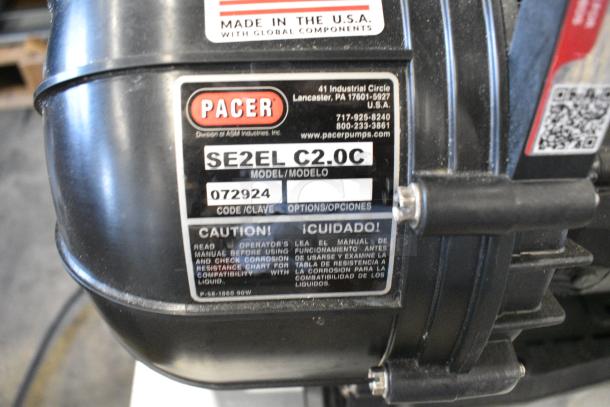 MADE IN THE U.S.A.
WITH GLOBAL COMPONENTS
PACER
Division of ASM Industries, Inc.
41 Industrial Circle
Lancaster, PA 17601-5927
U.S.A.
717-925-8240
800-233-3861
www.pacerpumps.com
SE2EL C2.0C
MODEL/MODELO
072924
CODE/CLAVE OPTIONS/OPCIONES
CAUTION!
READ OPERATOR'S
MANUAL BEFORE USING
AND CHECK CORROSION
RESISTANCE CHART FOR
COMPATIBILITY WITH
LIQUID.
¡CUIDADO!
LEA EL MANUAL DE
FUNCIONAMIENTO ANTES
DE USARSE Y EXAMINE LA
TABLA DE RESISTENCIA A
LA CORROSION PARA LA
COMBATIBILIDAD DE LOS
LIQUIDOS.
P-58-1660 90W